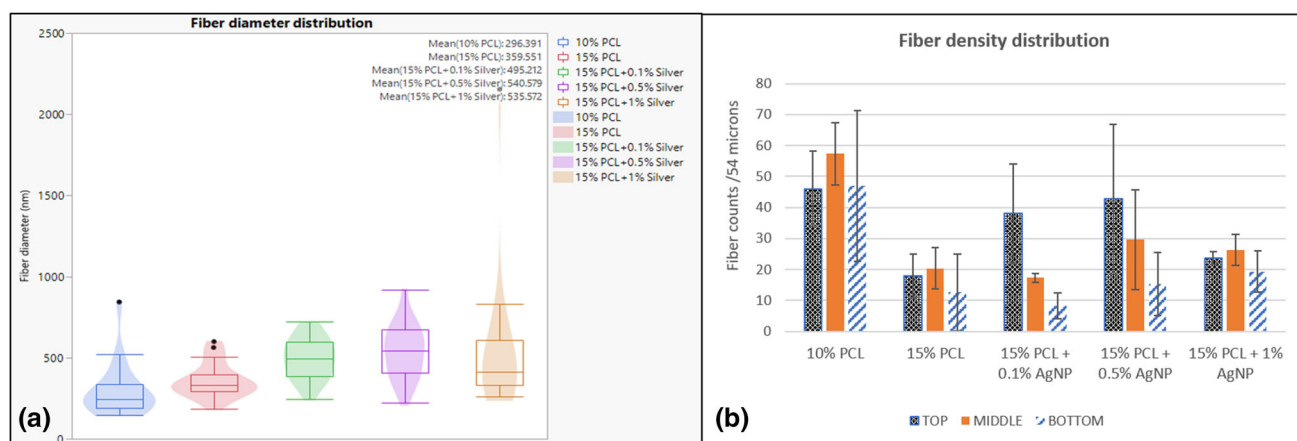 Fiber diameter distribution
2500
2000
1500
1000
500
0
Fiber diameter (nm)
Mean(10% PCL): 296.391
Mean(15% PCL): 359.551
Mean(15% PCL+0.1% Silver): 495.212
Mean(15% PCL+0.5% Silver): 540.579
Mean(15% PCL+1% Silver): 535.572
10% PCL
15% PCL
15% PCL+0.1% Silver
15% PCL+0.5% Silver
15% PCL+1% Silver
10% PCL
15% PCL
15% PCL+0.1% Silver
15% PCL+0.5% Silver
15% PCL+1% Silver
(a)
Fiber density distribution
80
70
60
50
40
30
20
10
0
Fiber counts /54 microns
10% PCL
15% PCL
15% PCL +
0.1% AgNP
15% PCL +
0.5% AgNP
15% PCL + 1%
AgNP
TOP
MIDDLE
BOTTOM
(b)